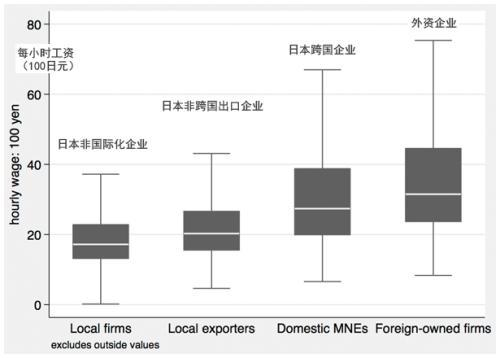 外资企业
80
每小时工资
(100日元)
日本跨国企业
60
日本非跨国出口企业
日本非国际化企业
40
20
0
hourly wage: 100 yen
Local firms
Local exporters
Domestic MNEs
Foreign-owned firms
excludes outside values